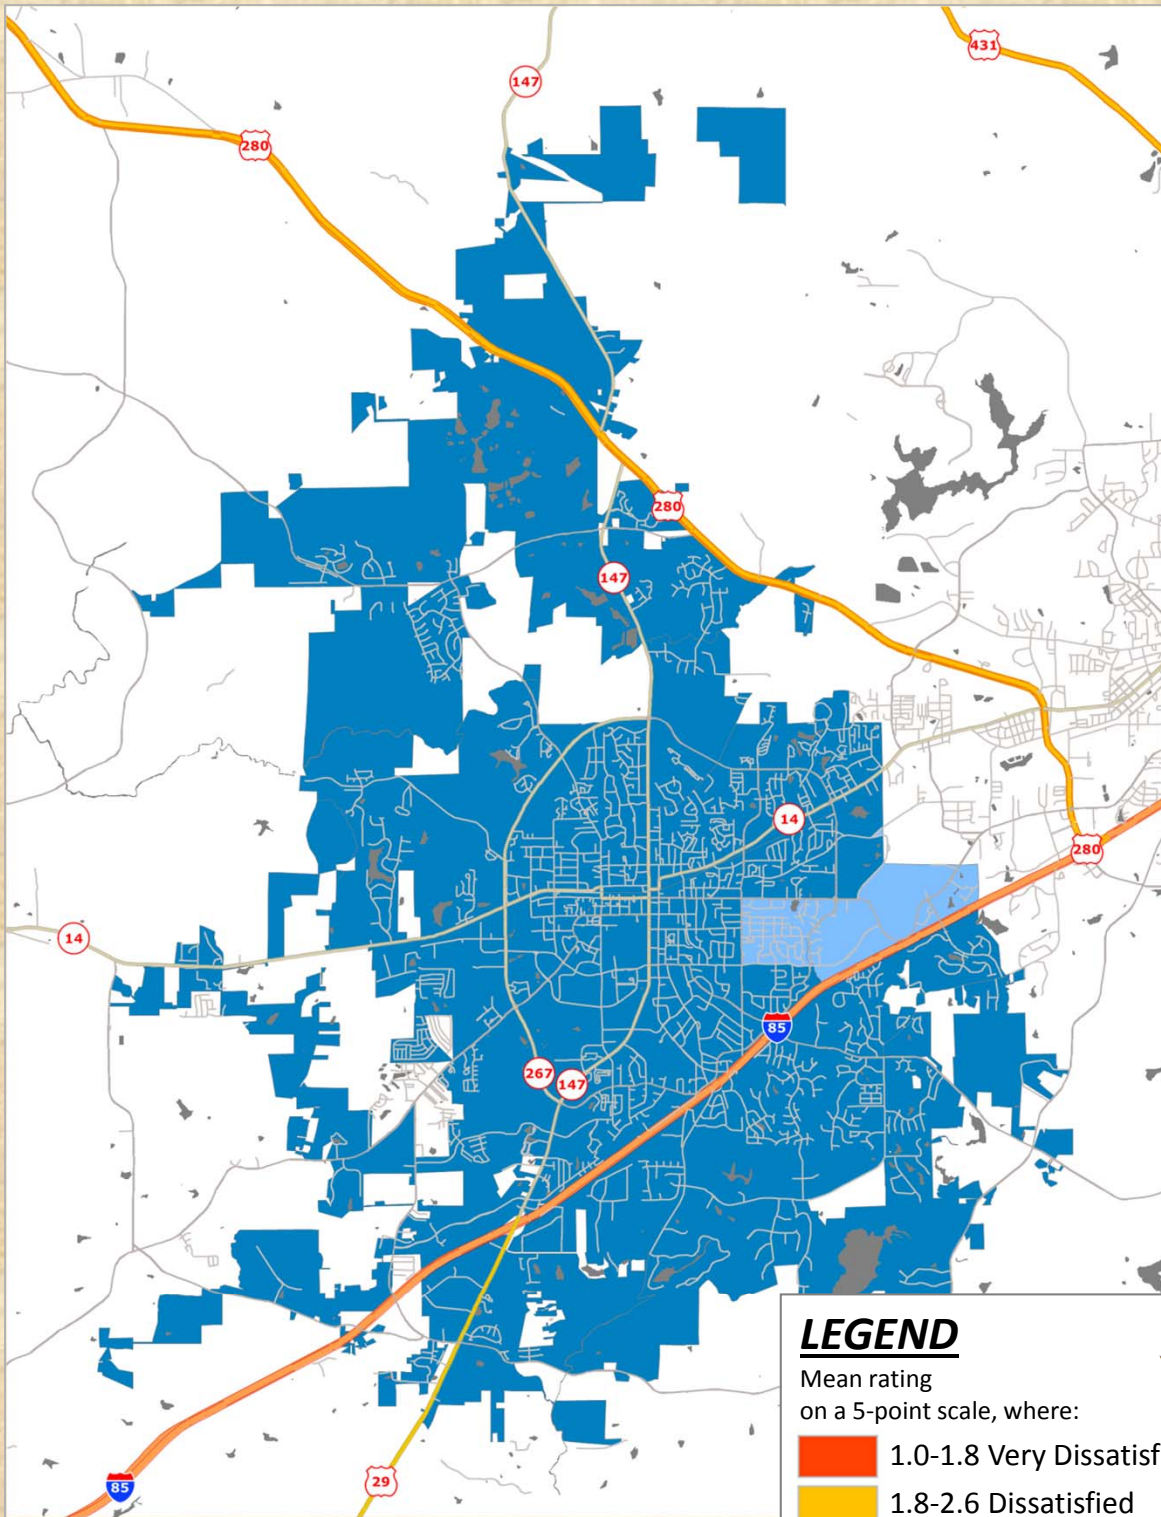 431
147
280
280
147
14
280
14
85
267
147
29
85
LEGEND
Mean rating
on a 5-point scale, where:
1.0-1.8 Very Dissatisf
1.8-2.6 Dissatisfied